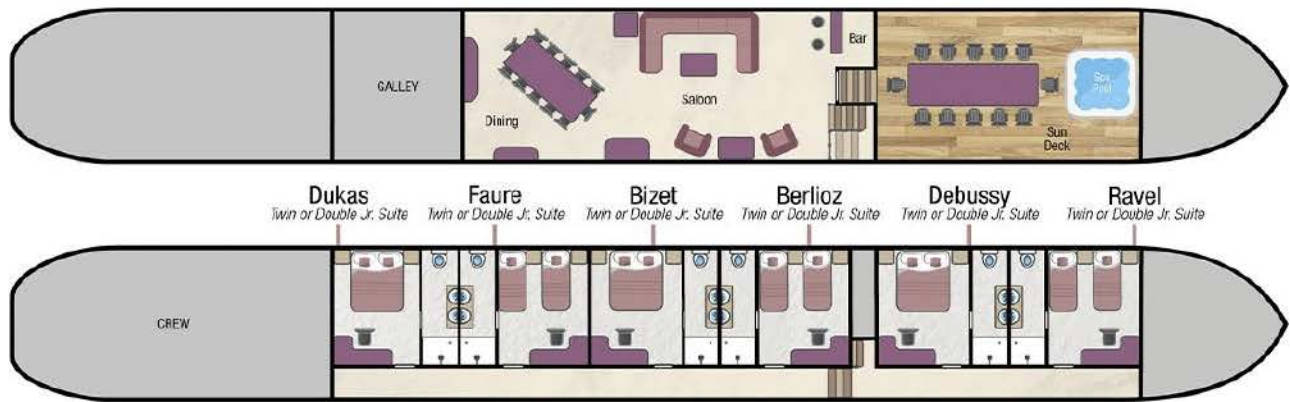 GALLEY
Dining
Saloon
Bar
Spa
Pool
Sun
Deck
Dukas
Twin or Double Jr. Suite
Faure
Twin or Double Jr. Suite
Bizet
Twin or Double Jr. Suite
Berlioz
Twin or Double Jr. Suite
Debussy
Twin or Double Jr. Suite
Ravel
Twin or Double Jr. Suite
CREW